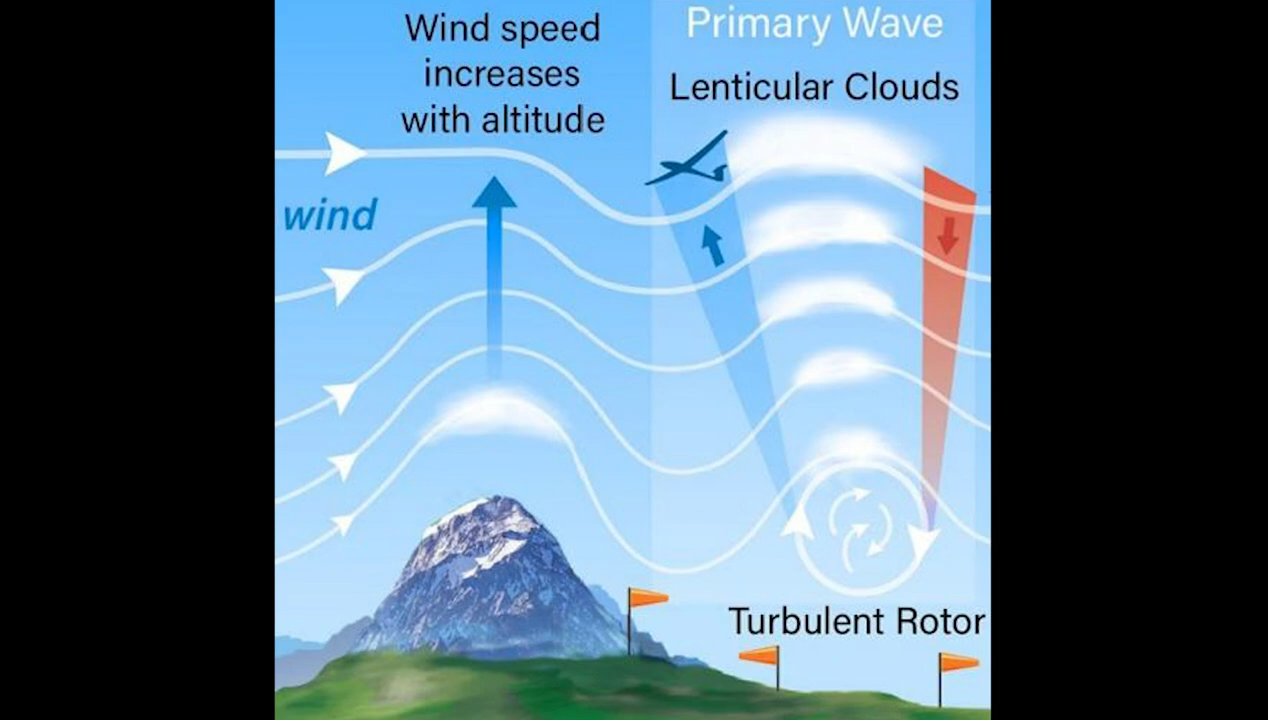 Wind speed
increases
with altitude
Primary Wave
Lenticular Clouds
wind
Turbulent Rotor